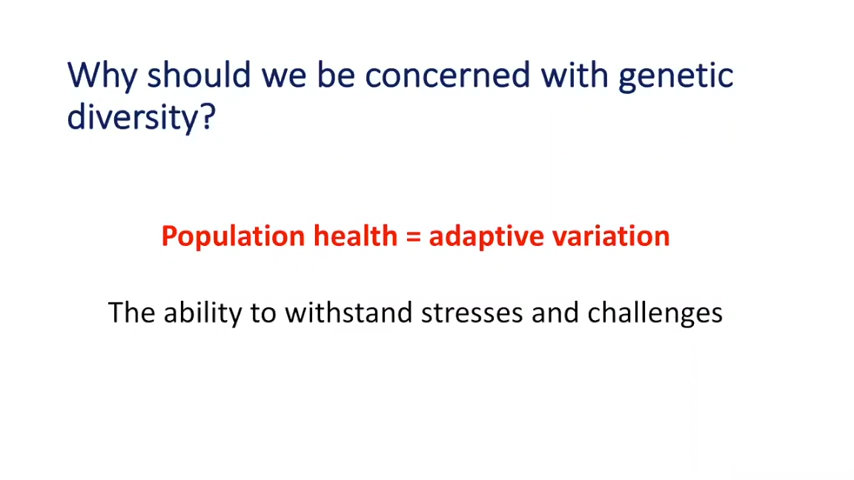 Why should we be concerned with genetic
diversity?
Population health = adaptive variation
The ability to withstand stresses and challenges